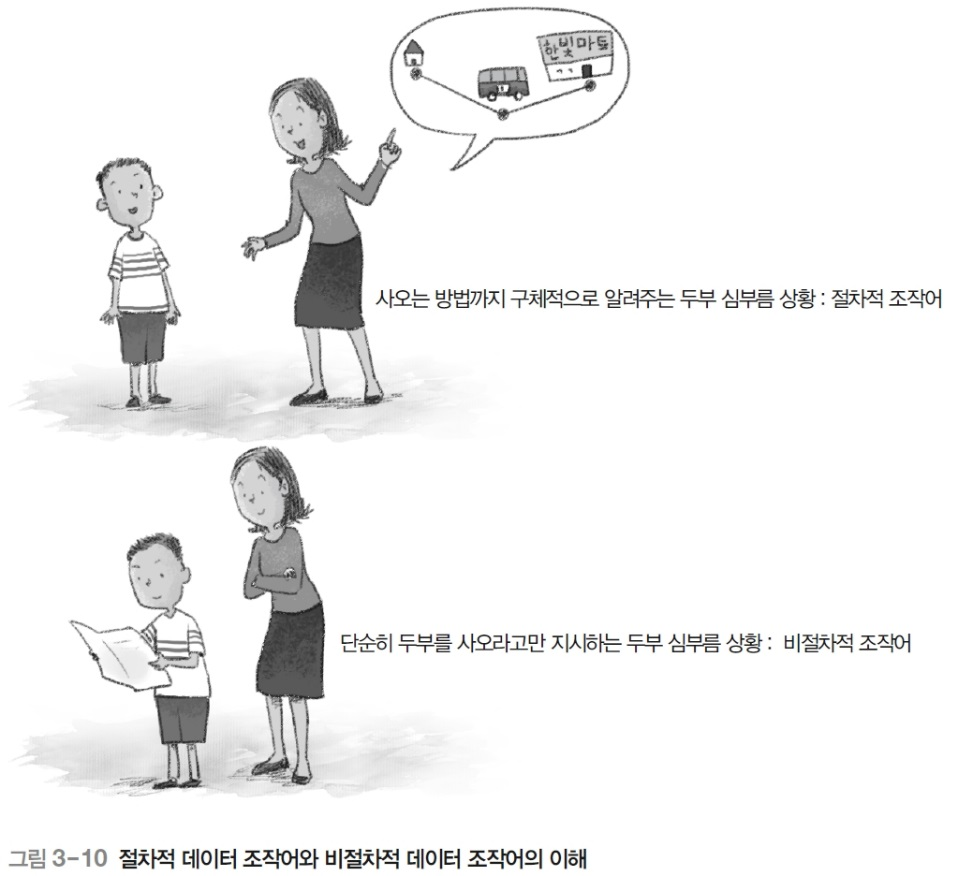 한빛마트
사오는 방법까지 구체적으로 알려주는 두부 심부름 상황 : 절차적 조작어
단순히 두부를 사오라고만 지시하는 두부 심부름 상황 : 비절차적 조작어
그림 3-10 절차적 데이터 조작어와 비절차적 데이터 조작어의 이해